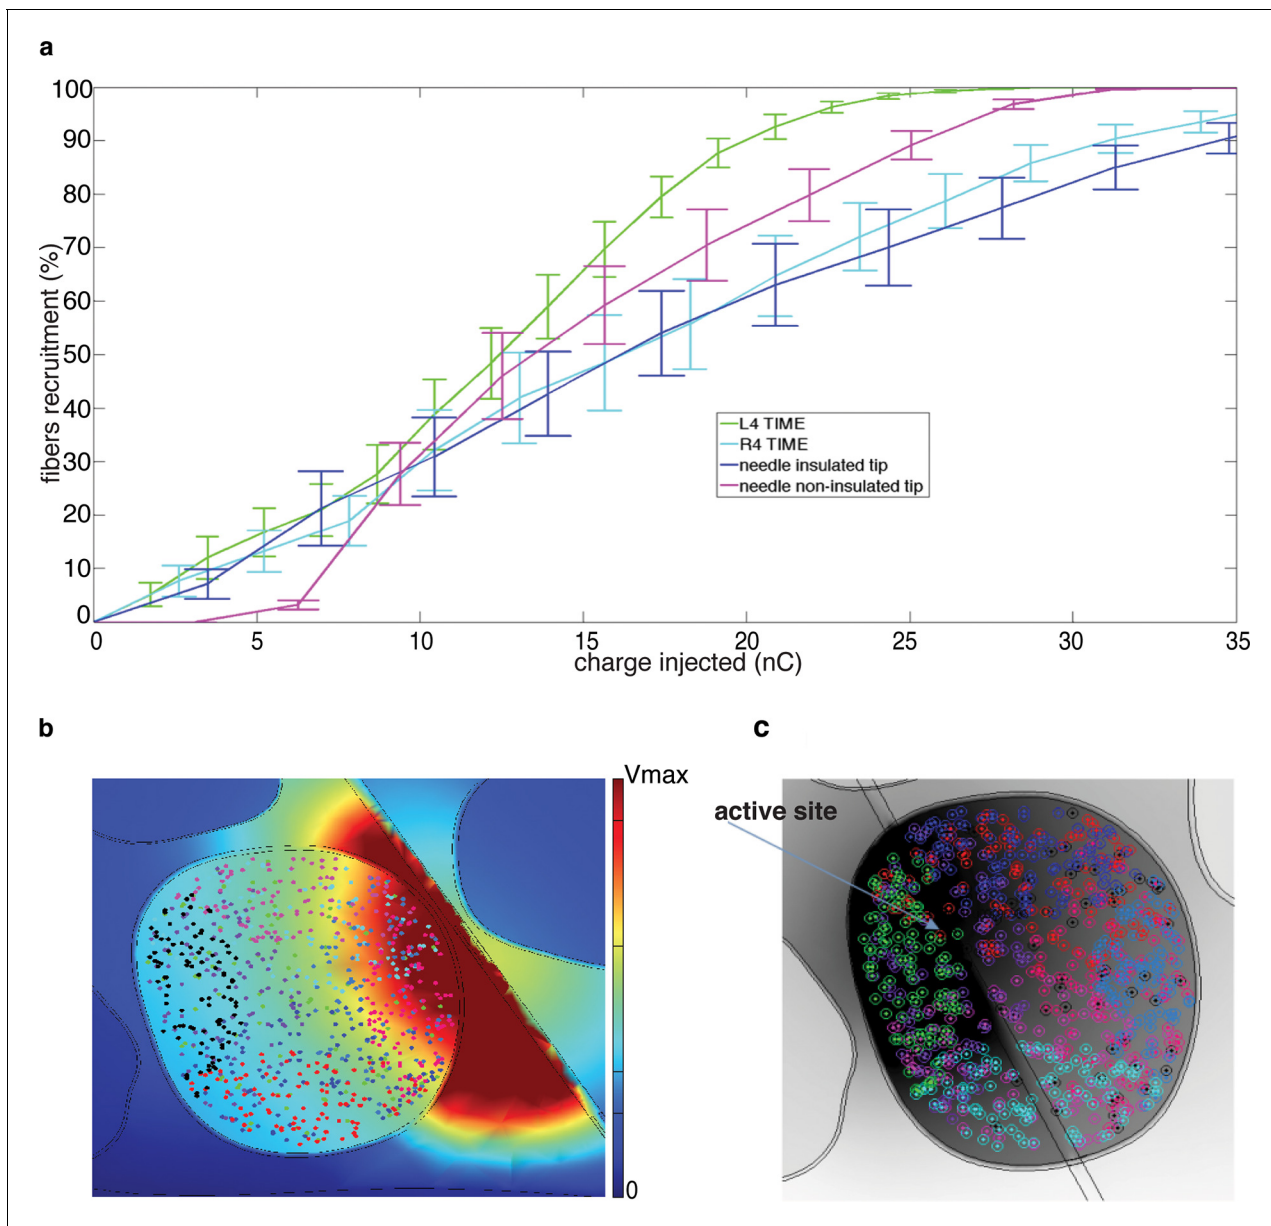 a
100
90
80
70
60
50
40
30
20
10
0
fibers recruitment (%)
L4 TIME
R4 TIME
needle insulated tip
needle non-insulated tip
0 5 10 15 20 25 30 35
charge injected (nC)
b
c
Vmax
0
active site